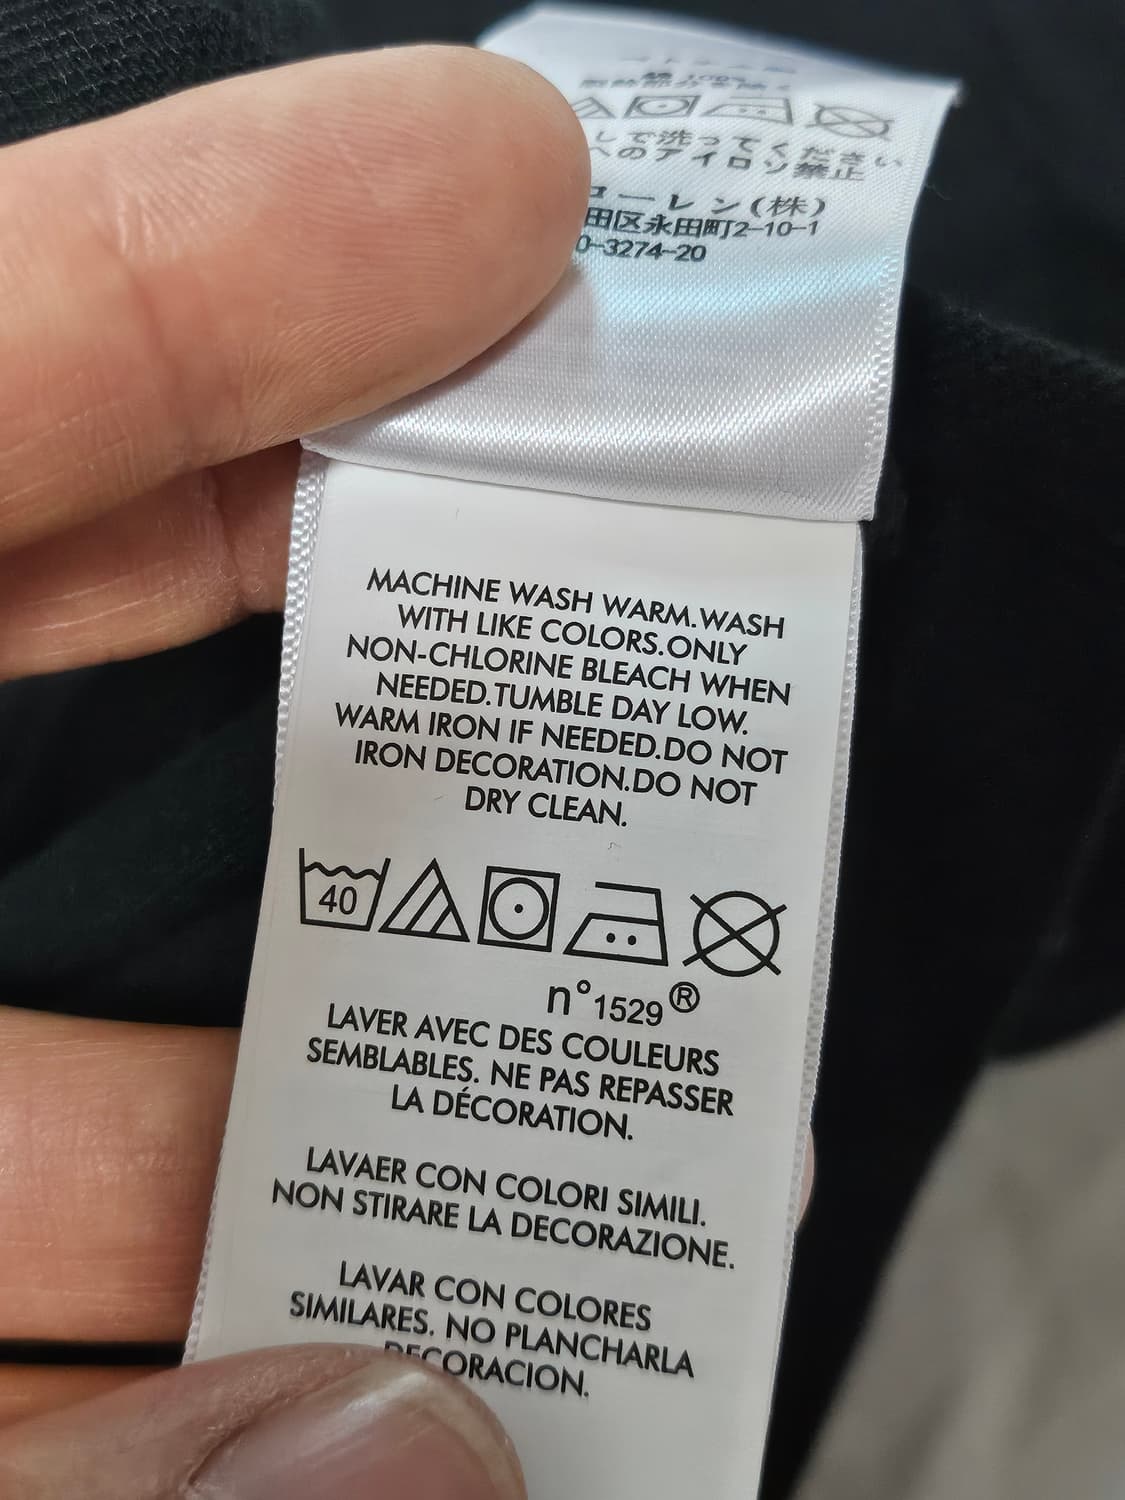 綿 100%
しで洗ってください
へのアイロン禁止
ローレン(株)
田区永田町2-10-1
0-3274-20
MACHINE WASH WARM.WASH
WITH LIKE COLORS.ONLY
NON-CHLORINE BLEACH WHEN
NEEDED.TUMBLE DAY LOW.
WARM IRON IF NEEDED.DO NOT
IRON DECORATION.DO NOT
DRY CLEAN.
40
n°1529®
LAVER AVEC DES COULEURS
SEMBLABLES. NE PAS REPASSER
LA DÉCORATION.
LAVAER CON COLORI SIMILI.
NON STIRARE LA DECORAZIONE.
LAVAR CON COLORES
SIMILARES. NO PLANCHARLA
DECORACION.